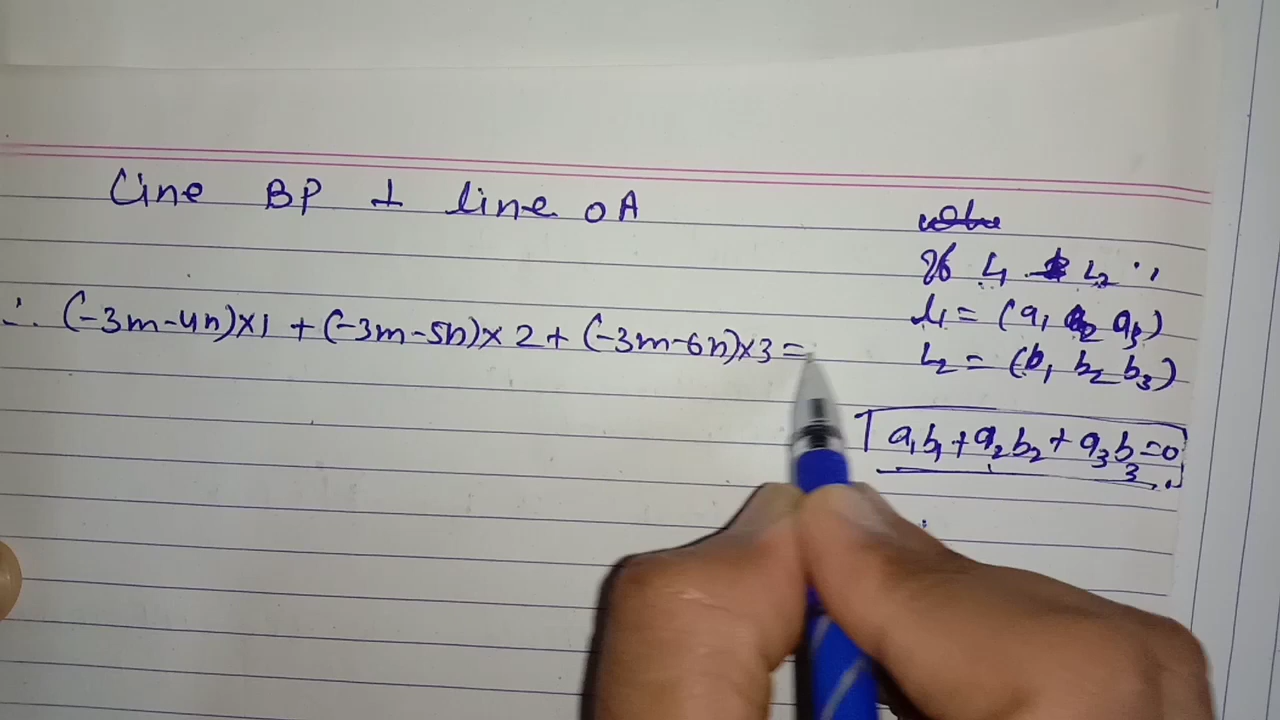 Line BP ⊥ line OA
∴ (-3m-4n)×1 + (-3m-5n)×2 + (-3m-6n)×3 =
If L₁ ⊥ L₂ ∴
L₁ = (a₁ a₂ a₃)
L₂ = (b₁ b₂ b₃)
a₁b₁ + a₂b₂ + a₃b₃ = 0